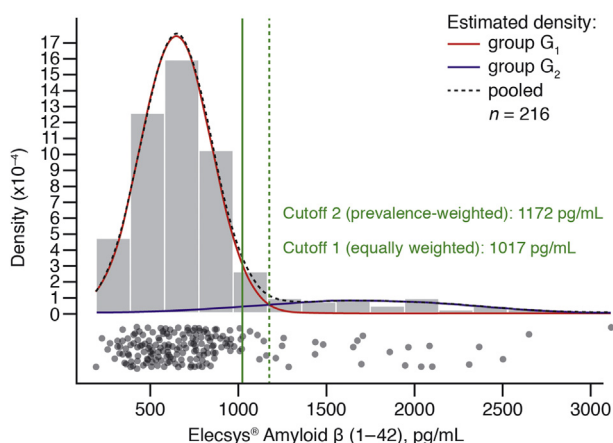 Estimated density:
group G1
group G2
pooled
n = 216
17
16
15
14
13
12
11
10
9
8
7
6
5
4
3
2
1
0
Density (x10⁻⁴)
Cutoff 2 (prevalence-weighted): 1172 pg/mL
Cutoff 1 (equally weighted): 1017 pg/mL
500 1000 1500 2000 2500 3000
Elecsys® Amyloid β (1–42), pg/mL